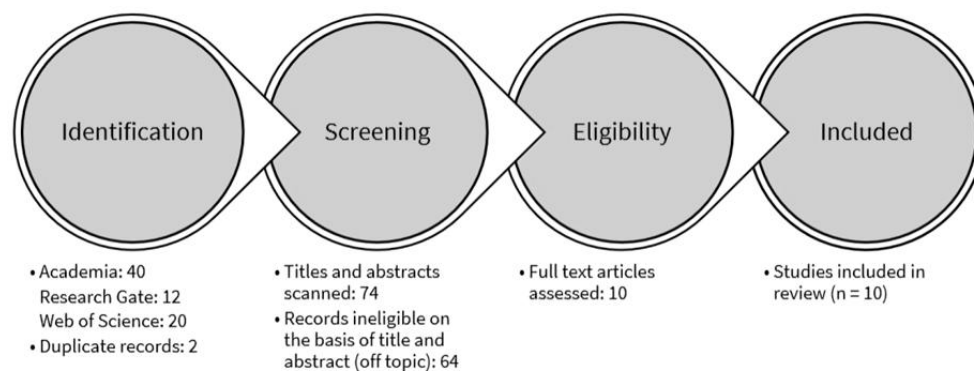 Identification
Screening
Eligibility
Included
• Academia: 40
Research Gate: 12
Web of Science: 20
• Duplicate records: 2
• Titles and abstracts
scanned: 74
• Records ineligible on
the basis of title and
abstract (off topic): 64
• Full text articles
assessed: 10
• Studies included in
review (n = 10)